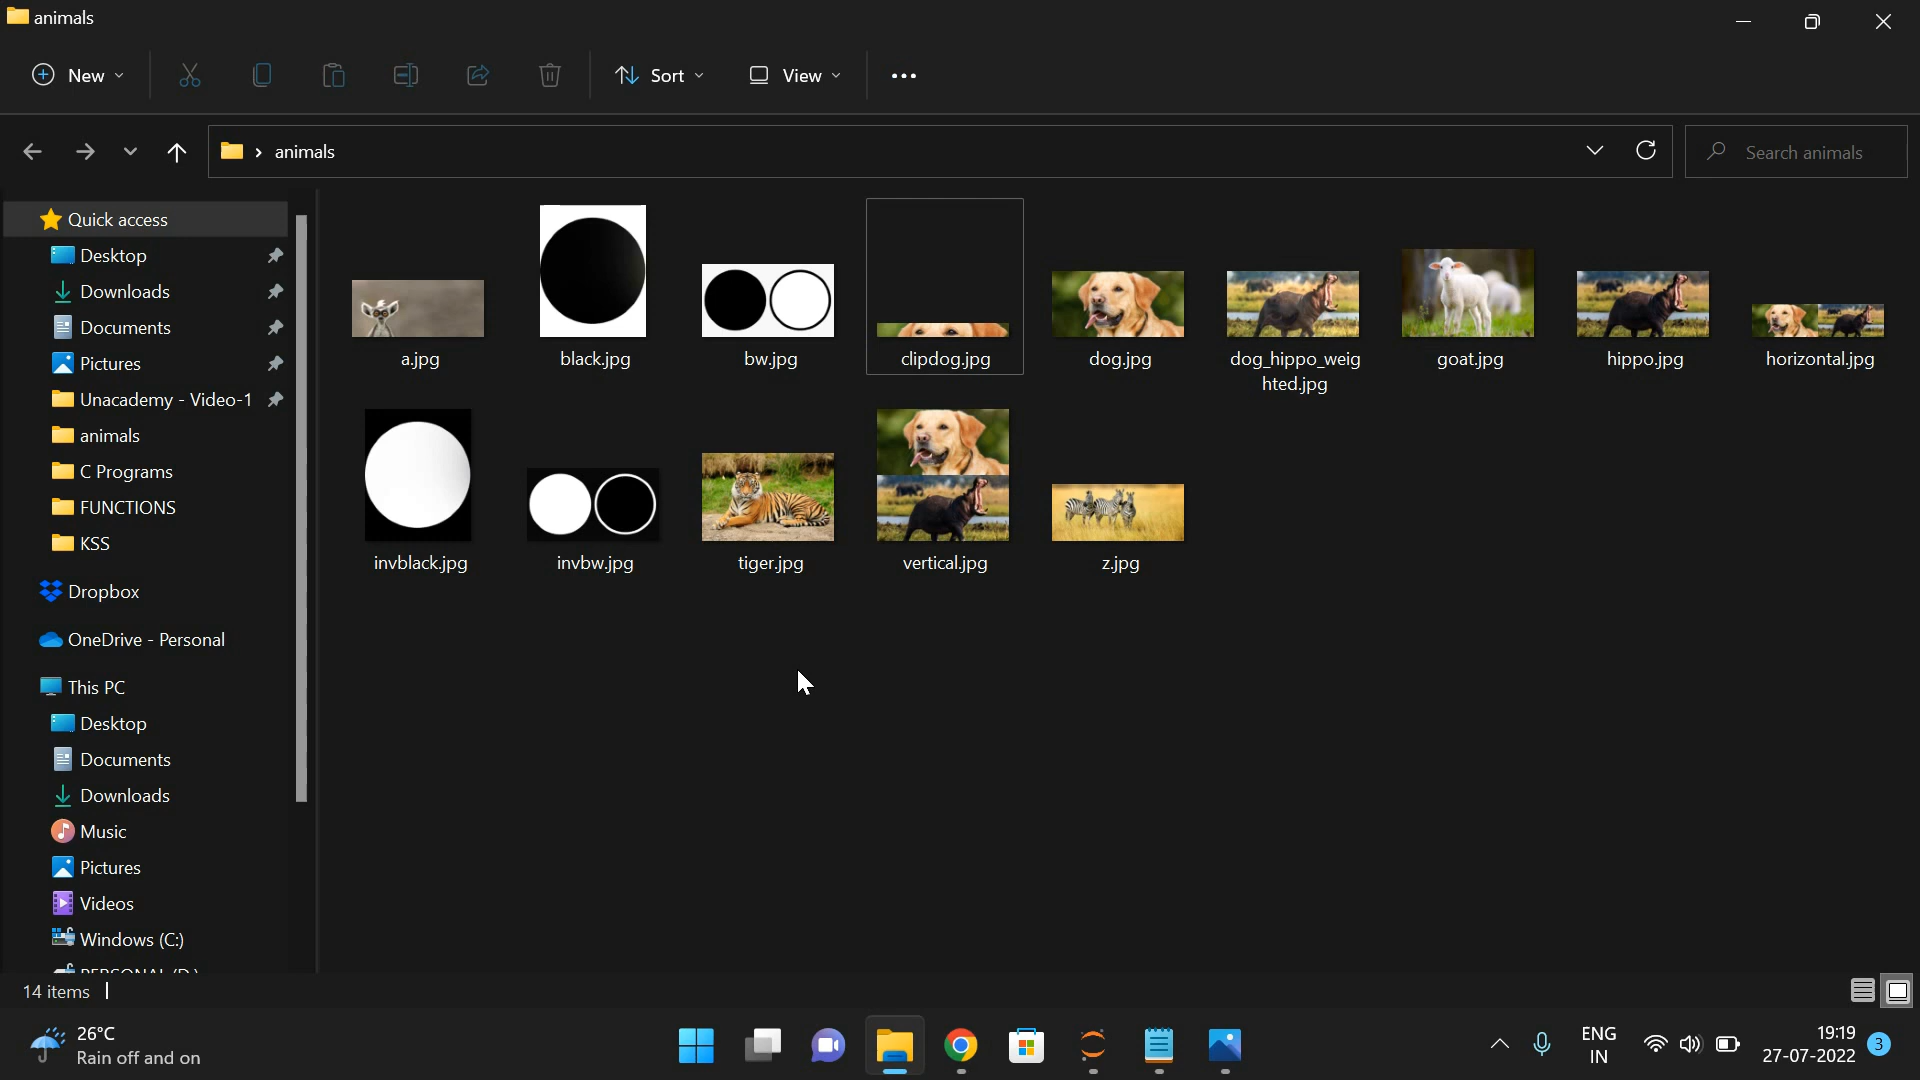 animals
New
Sort
View
animals
Search animals
Quick access
Desktop
Downloads
Documents
Pictures
Unacademy - Video-1
animals
C Programs
FUNCTIONS
KSS
Dropbox
OneDrive - Personal
This PC
Desktop
Documents
Downloads
Music
Pictures
Videos
Windows (C:)
PERSONAL (D:)
a.jpg
black.jpg
bw.jpg
clipdog.jpg
dog.jpg
dog_hippo_weig
hted.jpg
goat.jpg
hippo.jpg
horizontal.jpg
invblack.jpg
invbw.jpg
tiger.jpg
vertical.jpg
z.jpg
14 items
26°C
Rain off and on
ENG
IN
19:19
27-07-2022
3